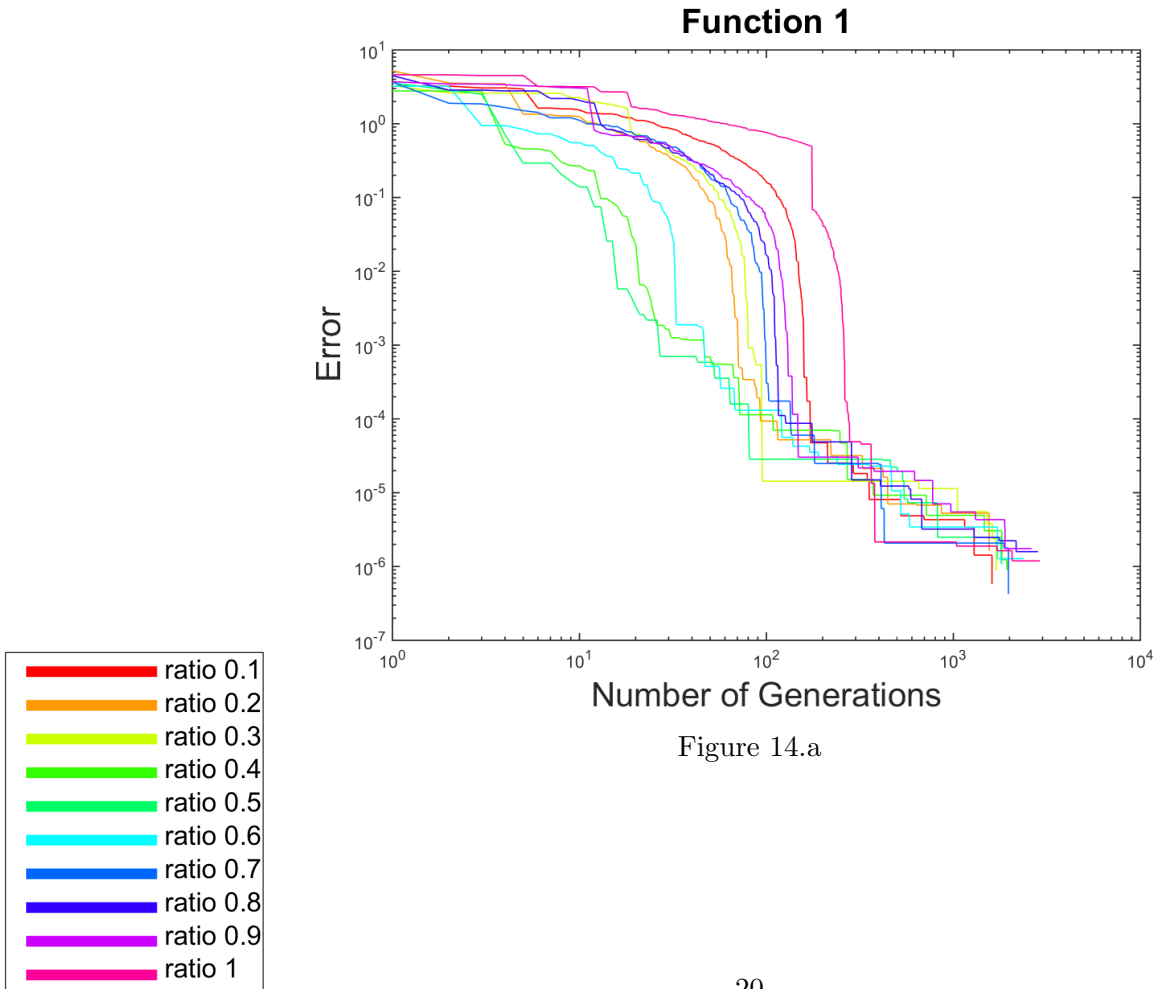 Function 1
10^1
10^0
10^-1
10^-2
10^-3
10^-4
10^-5
10^-6
10^-7
Error
10^0 10^1 10^2 10^3 10^4
Number of Generations
Figure 14.a
ratio 0.1
ratio 0.2
ratio 0.3
ratio 0.4
ratio 0.5
ratio 0.6
ratio 0.7
ratio 0.8
ratio 0.9
ratio 1
20